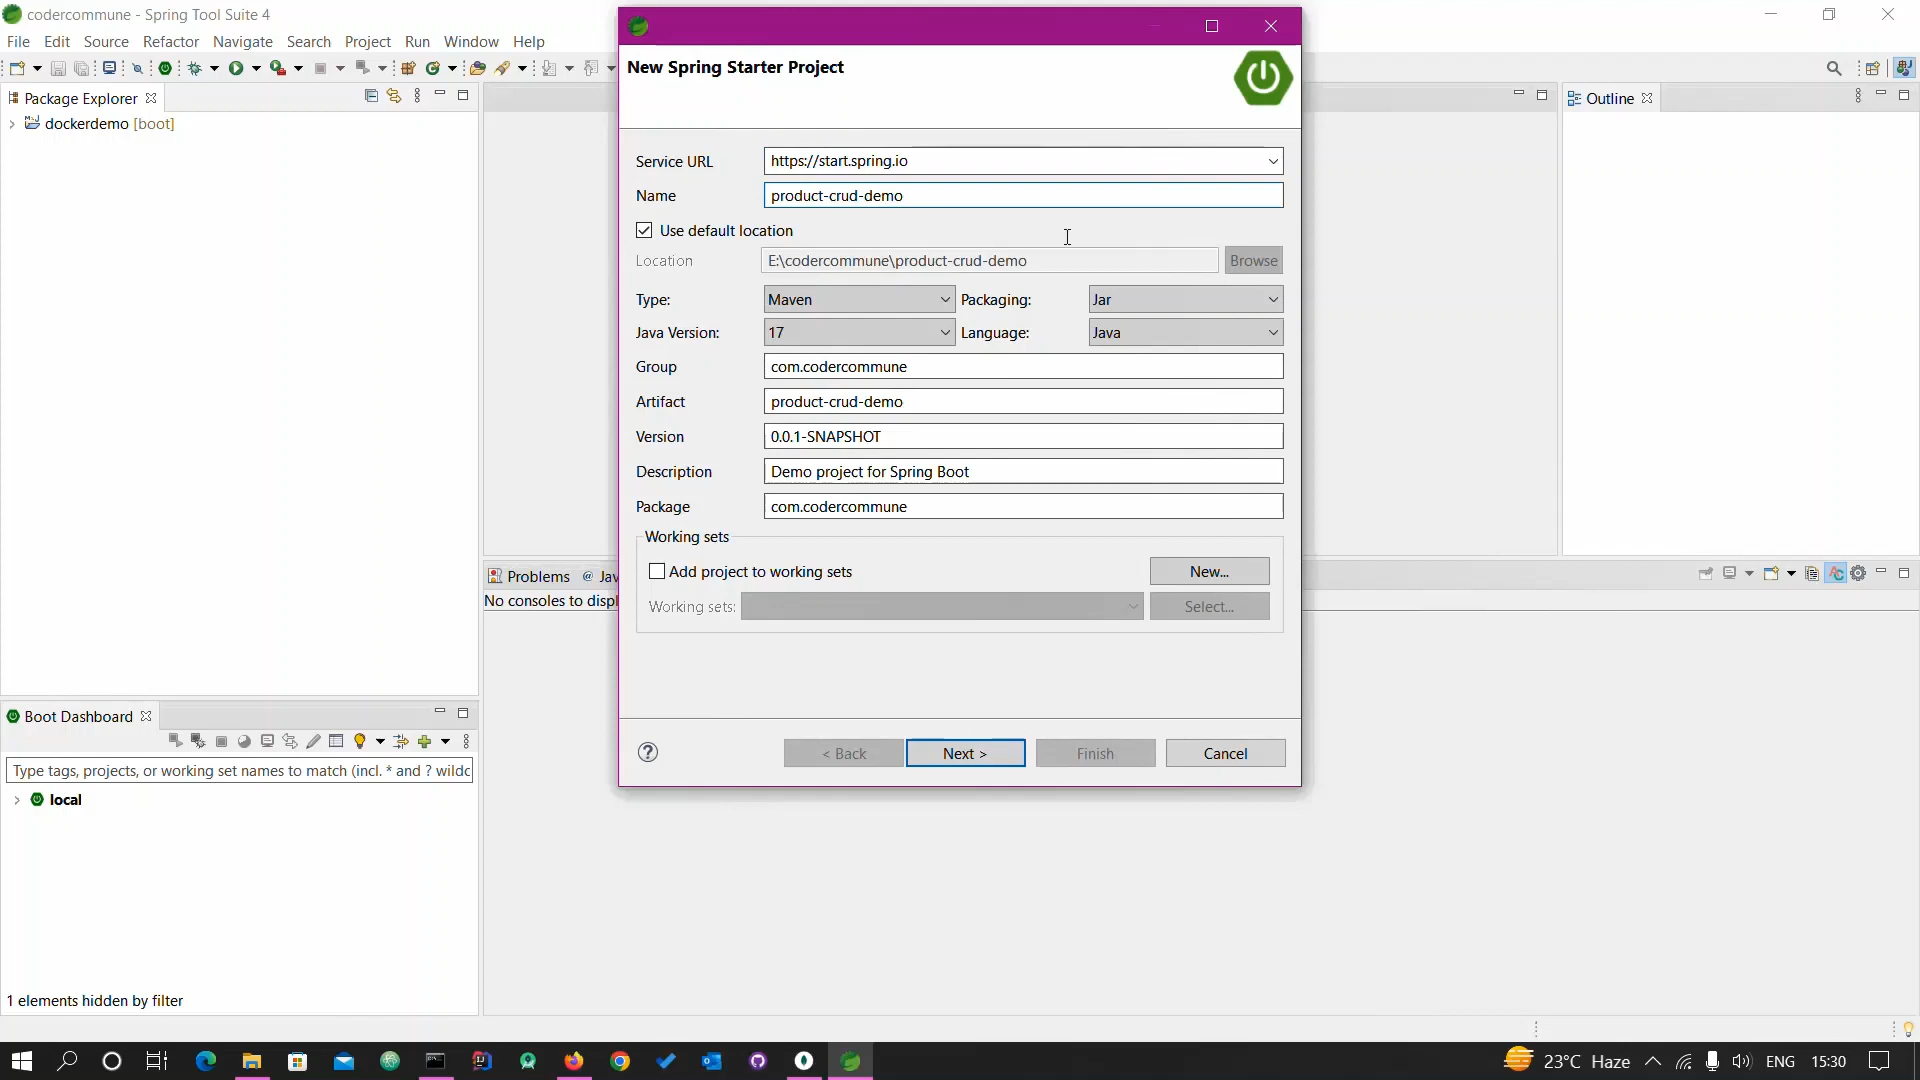 codercommune - Spring Tool Suite 4
File Edit Source Refactor Navigate Search Project Run Window Help
Package Explorer
dockerdemo [boot]
New Spring Starter Project
Service URL https://start.spring.io
Name product-crud-demo
Use default location
Location E:\codercommune\product-crud-demo Browse
Type: Maven Packaging: Jar
Java Version: 17 Language: Java
Group com.codercommune
Artifact product-crud-demo
Version 0.0.1-SNAPSHOT
Description Demo project for Spring Boot
Package com.codercommune
Working sets
Add project to working sets New...
Working sets: Select...
< Back Next > Finish Cancel
Outline
Problems @ Jav
No consoles to displ
Boot Dashboard
Type tags, projects, or working set names to match (incl. * and ? wildc
local
1 elements hidden by filter
23°C Haze ENG 15:30